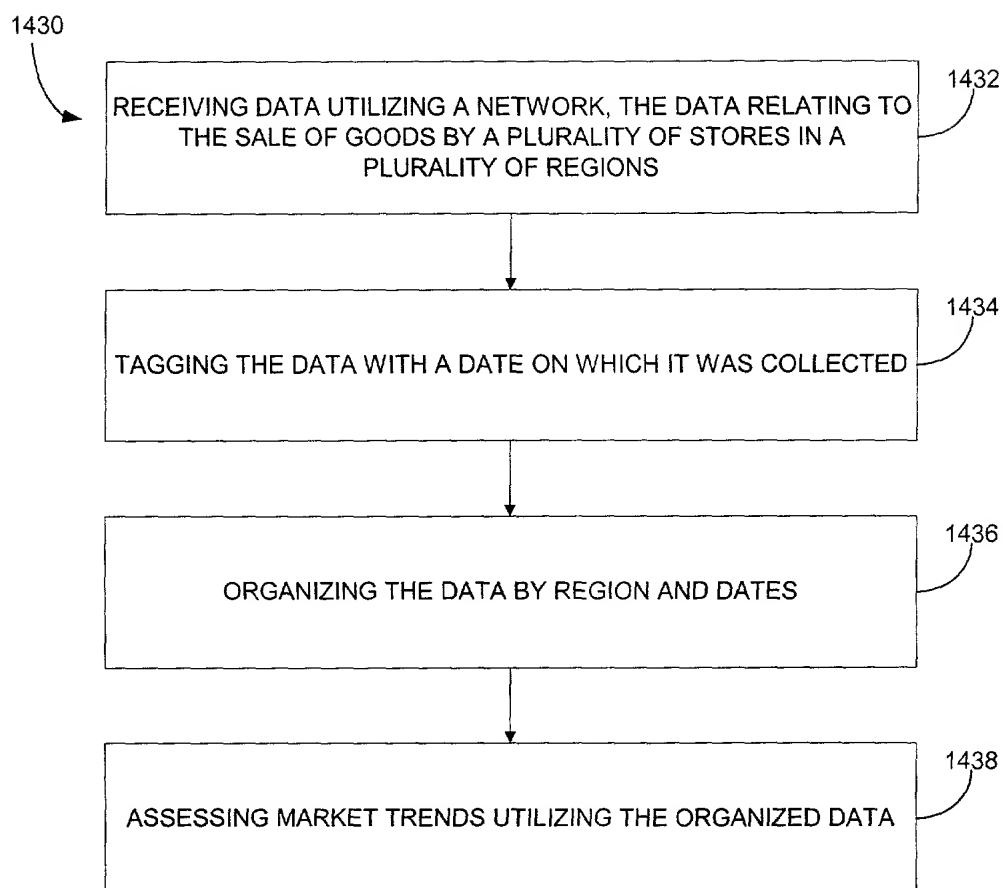 1430
1432
RECEIVING DATA UTILIZING A NETWORK, THE DATA RELATING TO
THE SALE OF GOODS BY A PLURALITY OF STORES IN A
PLURALITY OF REGIONS
1434
TAGGING THE DATA WITH A DATE ON WHICH IT WAS COLLECTED
1436
ORGANIZING THE DATA BY REGION AND DATES
1438
ASSESSING MARKET TRENDS UTILIZING THE ORGANIZED DATA